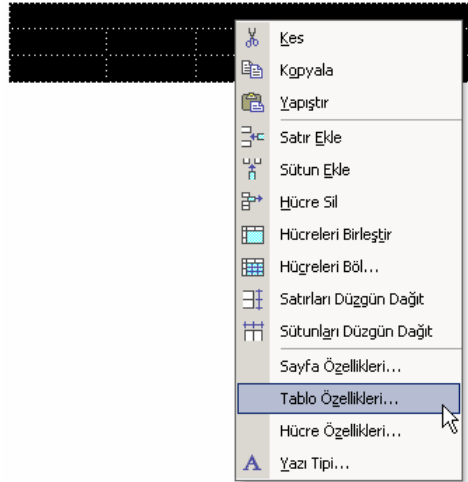 Kes
Kopyala
Yapıştır
Satır Ekle
Sütun Ekle
Hücre Sil
Hücreleri Birleştir
Hücreleri Böl...
Satırları Düzgün Dağıt
Sütunları Düzgün Dağıt
Sayfa Özellikleri...
Tablo Özellikleri...
Hücre Özellikleri...
Yazı Tipi...